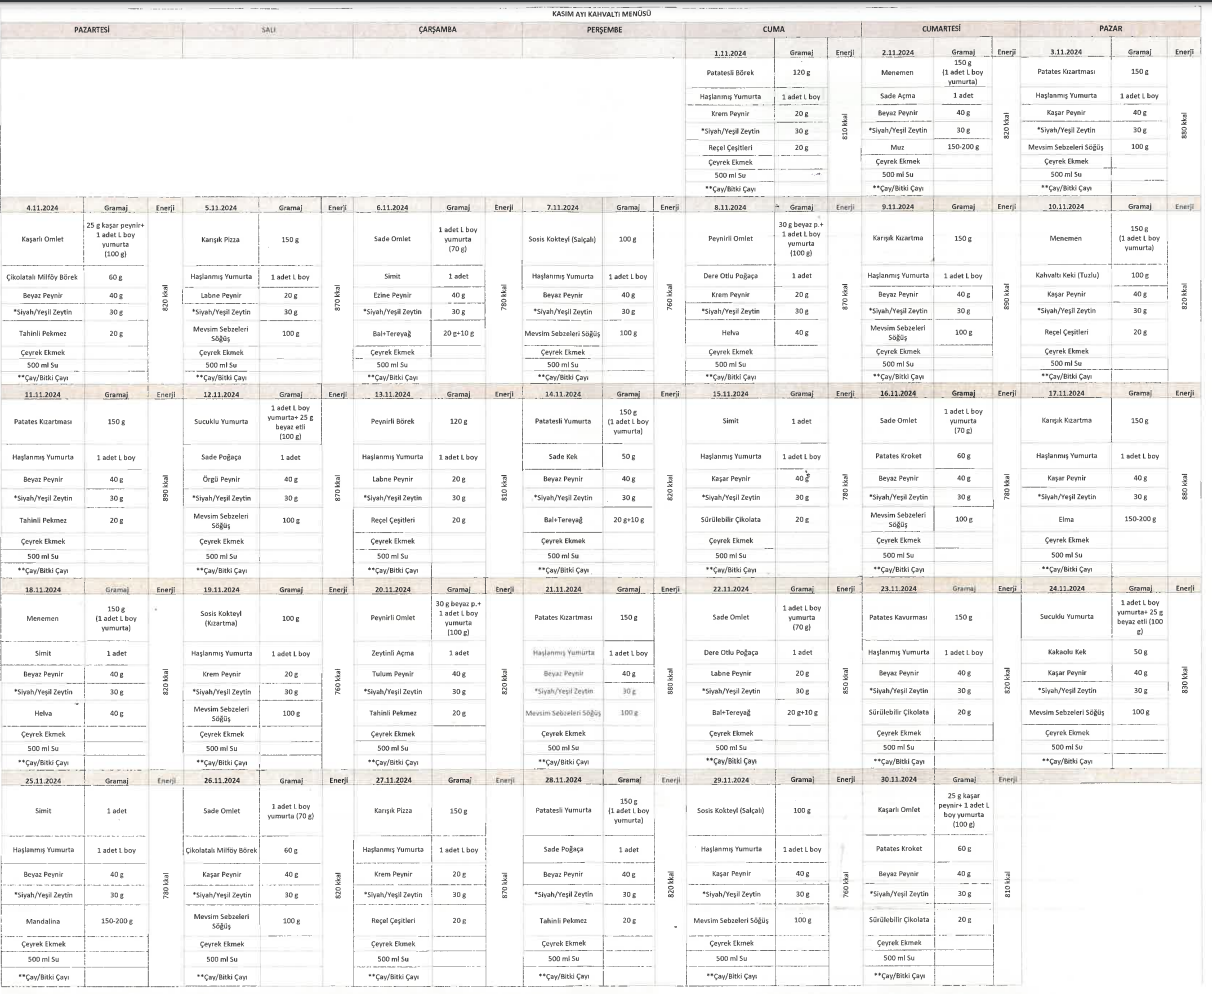 KASIM AYI KAHVALTI MENÜSÜ
PAZARTESİ SALI ÇARŞAMBA PERŞEMBE CUMA CUMARTESİ PAZAR
1.11.2024 Gramaj Enerji
Patatesli Börek 120 g
Haşlanmış Yumurta 1 adet L boy
Krem Peynir 20 g
*Siyah/Yeşil Zeytin 30 g
Reçel Çeşitleri 20 g
Çeyrek Ekmek
500 ml Su
**Çay/Bitki Çayı
810 kkal
2.11.2024 Gramaj Enerji
Menemen 150 g
(1 adet L boy
yumurta)
Sade Açma 1 adet
Beyaz Peynir 40 g
*Siyah/Yeşil Zeytin 30 g
Muz 150-200 g
Çeyrek Ekmek
500 ml Su
**Çay/Bitki Çayı
820 kkal
3.11.2024 Gramaj Enerji
Patates Kızartması 150 g
Haşlanmış Yumurta 1 adet L boy
Kaşar Peynir 40 g
*Siyah/Yeşil Zeytin 30 g
Mevsim Sebzeleri Söğüş 100 g
Çeyrek Ekmek
500 ml Su
**Çay/Bitki Çayı
880 kkal
4.11.2024 Gramaj Enerji
Kaşarlı Omlet 25 g kaşar peynir+
1 adet L boy
yumurta
(100 g)
Çikolatalı Milföy Börek 60 g
Beyaz Peynir 40 g
*Siyah/Yeşil Zeytin 30 g
Tahinli Pekmez 20 g
Çeyrek Ekmek
500 ml Su
**Çay/Bitki Çayı
820 kkal
5.11.2024 Gramaj Enerji
Karışık Pizza 150 g
Haşlanmış Yumurta 1 adet L boy
Labne Peynir 20 g
*Siyah/Yeşil Zeytin 30 g
Mevsim Sebzeleri
Söğüş 100 g
Çeyrek Ekmek
500 ml Su
**Çay/Bitki Çayı
870 kkal
6.11.2024 Gramaj Enerji
Sade Omlet 1 adet L boy
yumurta
(70 g)
Simit 1 adet
Ezine Peynir 40 g
*Siyah/Yeşil Zeytin 30 g
Bal+Tereyağ 20 g+10 g
Çeyrek Ekmek
500 ml Su
**Çay/Bitki Çayı
780 kkal
7.11.2024 Gramaj Enerji
Sosis Kokteyl (Salçalı) 100 g
Haşlanmış Yumurta 1 adet L boy
Beyaz Peynir 40 g
*Siyah/Yeşil Zeytin 30 g
Mevsim Sebzeleri Söğüş 100 g
Çeyrek Ekmek
500 ml Su
**Çay/Bitki Çayı
760 kkal
8.11.2024 Gramaj Enerji
Peynirli Omlet 30 g beyaz p.+
1 adet L boy
yumurta
(100 g)
Dere Otlu Poğaça 1 adet
Krem Peynir 20 g
*Siyah/Yeşil Zeytin 30 g
Helva 40 g
Çeyrek Ekmek
500 ml Su
**Çay/Bitki Çayı
870 kkal
9.11.2024 Gramaj Enerji
Karışık Kızartma 150 g
Haşlanmış Yumurta 1 adet L boy
Beyaz Peynir 40 g
*Siyah/Yeşil Zeytin 30 g
Mevsim Sebzeleri
Söğüş 100 g
Çeyrek Ekmek
500 ml Su
**Çay/Bitki Çayı
890 kkal
10.11.2024 Gramaj Enerji
Menemen 150 g
(1 adet L boy
yumurta)
Kahvaltı Keki (Tuzlu) 100 g
Kaşar Peynir 40 g
*Siyah/Yeşil Zeytin 30 g
Reçel Çeşitleri 20 g
Çeyrek Ekmek
500 ml Su
**Çay/Bitki Çayı
820 kkal
11.11.2024 Gramaj Enerji
Patates Kızartması 150 g
Haşlanmış Yumurta 1 adet L boy
Beyaz Peynir 40 g
*Siyah/Yeşil Zeytin 30 g
Tahinli Pekmez 20 g
Çeyrek Ekmek
500 ml Su
**Çay/Bitki Çayı
890 kkal
12.11.2024 Gramaj Enerji
Sucuklu Yumurta 1 adet L boy
yumurta+ 25 g
beyaz etli
(100 g)
Sade Poğaça 1 adet
Örgü Peynir 40 g
*Siyah/Yeşil Zeytin 30 g
Mevsim Sebzeleri
Söğüş 100 g
Çeyrek Ekmek
500 ml Su
**Çay/Bitki Çayı
870 kkal
13.11.2024 Gramaj Enerji
Peynirli Börek 120 g
Haşlanmış Yumurta 1 adet L boy
Labne Peynir 20 g
*Siyah/Yeşil Zeytin 30 g
Reçel Çeşitleri 20 g
Çeyrek Ekmek
500 ml Su
**Çay/Bitki Çayı
810 kkal
14.11.2024 Gramaj Enerji
Patatesli Yumurta 150 g
(1 adet L boy
yumurta)
Sade Kek 50 g
Beyaz Peynir 40 g
*Siyah/Yeşil Zeytin 30 g
Bal+Tereyağ 20 g+10 g
Çeyrek Ekmek
500 ml Su
**Çay/Bitki Çayı
820 kkal
15.11.2024 Gramaj Enerji
Simit 1 adet
Haşlanmış Yumurta 1 adet L boy
Kaşar Peynir 40 g
*Siyah/Yeşil Zeytin 30 g
Sürülebilir Çikolata 20 g
Çeyrek Ekmek
500 ml Su
**Çay/Bitki Çayı
780 kkal
16.11.2024 Gramaj Enerji
Sade Omlet 1 adet L boy
yumurta
(70 g)
Patates Kroket 60 g
Beyaz Peynir 40 g
*Siyah/Yeşil Zeytin 30 g
Mevsim Sebzeleri
Söğüş 100 g
Çeyrek Ekmek
500 ml Su
**Çay/Bitki Çayı
780 kkal
17.11.2024 Gramaj Enerji
Karışık Kızartma 150 g
Haşlanmış Yumurta 1 adet L boy
Kaşar Peynir 40 g
*Siyah/Yeşil Zeytin 30 g
Elma 150-200 g
Çeyrek Ekmek
500 ml Su
**Çay/Bitki Çayı
880 kkal
18.11.2024 Gramaj Enerji
Menemen 150 g
(1 adet L boy
yumurta)
Simit 1 adet
Beyaz Peynir 40 g
*Siyah/Yeşil Zeytin 30 g
Helva 40 g
Çeyrek Ekmek
500 ml Su
**Çay/Bitki Çayı
820 kkal
19.11.2024 Gramaj Enerji
Sosis Kokteyl
(Kızartma) 100 g
Haşlanmış Yumurta 1 adet L boy
Krem Peynir 20 g
*Siyah/Yeşil Zeytin 30 g
Mevsim Sebzeleri
Söğüş 100 g
Çeyrek Ekmek
500 ml Su
**Çay/Bitki Çayı
760 kkal
20.11.2024 Gramaj Enerji
Peynirli Omlet 30 g beyaz p.+
1 adet L boy
yumurta
(100 g)
Zeytinli Açma 1 adet
Tulum Peynir 40 g
*Siyah/Yeşil Zeytin 30 g
Tahinli Pekmez 20 g
Çeyrek Ekmek
500 ml Su
**Çay/Bitki Çayı
820 kkal
21.11.2024 Gramaj Enerji
Patates Kızartması 150 g
Haşlanmış Yumurta 1 adet L boy
Beyaz Peynir 40 g
*Siyah/Yeşil Zeytin 30 g
Mevsim Sebzeleri Söğüş 100 g
Çeyrek Ekmek
500 ml Su
**Çay/Bitki Çayı
880 kkal
22.11.2024 Gramaj Enerji
Sade Omlet 1 adet L boy
yumurta
(70 g)
Dere Otlu Poğaça 1 adet
Labne Peynir 20 g
*Siyah/Yeşil Zeytin 30 g
Bal+Tereyağ 20 g+10 g
Çeyrek Ekmek
500 ml Su
**Çay/Bitki Çayı
850 kkal
23.11.2024 Gramaj Enerji
Patates Kavurması 150 g
Haşlanmış Yumurta 1 adet L boy
Beyaz Peynir 40 g
*Siyah/Yeşil Zeytin 30 g
Sürülebilir Çikolata 20 g
Çeyrek Ekmek
500 ml Su
**Çay/Bitki Çayı
820 kkal
24.11.2024 Gramaj Enerji
Sucuklu Yumurta 1 adet L boy
yumurta+ 25 g
beyaz etli (100
g)
Kakaolu Kek 50 g
Kaşar Peynir 40 g
*Siyah/Yeşil Zeytin 30 g
Mevsim Sebzeleri Söğüş 100 g
Çeyrek Ekmek
500 ml Su
**Çay/Bitki Çayı
830 kkal
25.11.2024 Gramaj Enerji
Simit 1 adet
Haşlanmış Yumurta 1 adet L boy
Beyaz Peynir 40 g
*Siyah/Yeşil Zeytin 30 g
Mandalina 150-200 g
Çeyrek Ekmek
500 ml Su
**Çay/Bitki Çayı
780 kkal
26.11.2024 Gramaj Enerji
Sade Omlet 1 adet L boy
yumurta (70 g)
Çikolatalı Milföy Börek 60 g
Kaşar Peynir 40 g
*Siyah/Yeşil Zeytin 30 g
Mevsim Sebzeleri
Söğüş 100 g
Çeyrek Ekmek
500 ml Su
**Çay/Bitki Çayı
820 kkal
27.11.2024 Gramaj Enerji
Karışık Pizza 150 g
Haşlanmış Yumurta 1 adet L boy
Krem Peynir 20 g
*Siyah/Yeşil Zeytin 30 g
Reçel Çeşitleri 20 g
Çeyrek Ekmek
500 ml Su
**Çay/Bitki Çayı
870 kkal
28.11.2024 Gramaj Enerji
Patatesli Yumurta 150 g
(1 adet L boy
yumurta)
Sade Poğaça 1 adet
Beyaz Peynir 40 g
*Siyah/Yeşil Zeytin 30 g
Tahinli Pekmez 20 g
Çeyrek Ekmek
500 ml Su
**Çay/Bitki Çayı
820 kkal
29.11.2024 Gramaj Enerji
Sosis Kokteyl (Salçalı) 100 g
Haşlanmış Yumurta 1 adet L boy
Kaşar Peynir 40 g
*Siyah/Yeşil Zeytin 30 g
Mevsim Sebzeleri Söğüş 100 g
Çeyrek Ekmek
500 ml Su
**Çay/Bitki Çayı
760 kkal
30.11.2024 Gramaj Enerji
Kaşarlı Omlet 25 g kaşar
peynir+ 1 adet L
boy yumurta
(100 g)
Patates Kroket 60 g
Beyaz Peynir 40 g
*Siyah/Yeşil Zeytin 30 g
Sürülebilir Çikolata 20 g
Çeyrek Ekmek
500 ml Su
**Çay/Bitki Çayı
810 kkal